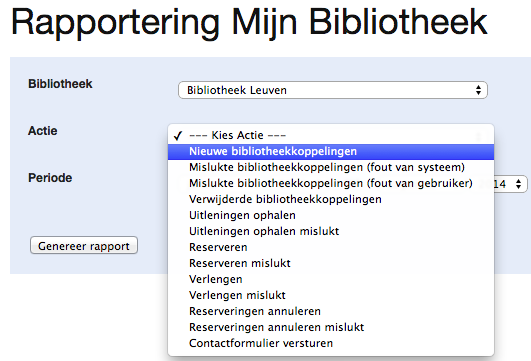 Rapportering Mijn Bibliotheek
Bibliotheek
Bibliotheek Leuven
Actie
--- Kies Actie ---
Nieuwe bibliotheekkoppelingen
Mislukte bibliotheekkoppelingen (fout van systeem)
Mislukte bibliotheekkoppelingen (fout van gebruiker)
Verwijderde bibliotheekkoppelingen
Uitleningen ophalen
Uitleningen ophalen mislukt
Reserveren
Reserveren mislukt
Verlengen
Verlengen mislukt
Reserveringen annuleren
Reserveringen annuleren mislukt
Contactformulier versturen
Periode
14
Genereer rapport